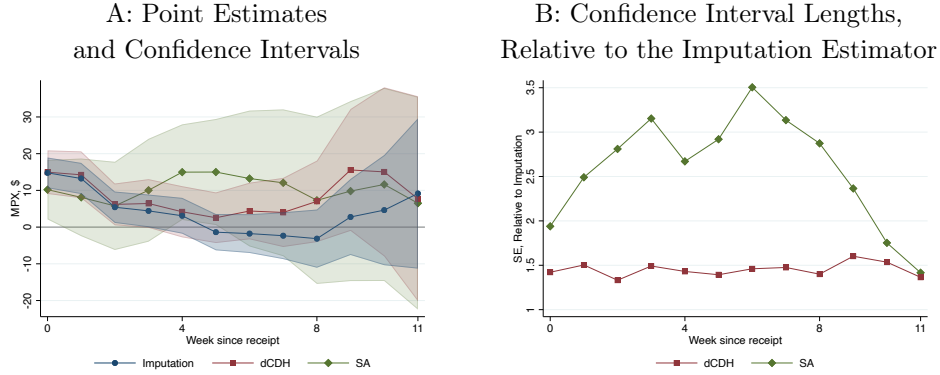 A: Point Estimates
and Confidence Intervals
MPX, $
30
20
10
0
-10
-20
0
4
8
11
Week since receipt
Imputation
dCDH
SA
B: Confidence Interval Lengths,
Relative to the Imputation Estimator
SE, Relative to Imputation
3.5
3
2.5
2
1.5
1
0
4
8
11
Week since receipt
dCDH
SA